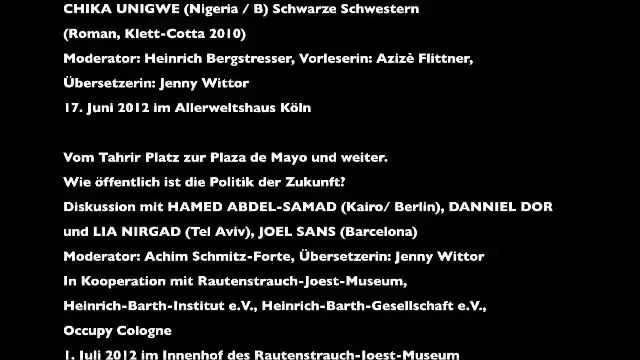 CHIKA UNIGWE (Nigeria / B) Schwarze Schwestern
(Roman, Klett-Cotta 2010)
Moderator: Heinrich Bergstresser, Vorleserin: Azizè Flittner,
Übersetzerin: Jenny Wittor
17. Juni 2012 im Allerweltshaus Köln
Vom Tahrir Platz zur Plaza de Mayo und weiter.
Wie öffentlich ist die Politik der Zukunft?
Diskussion mit HAMED ABDEL-SAMAD (Kairo/ Berlin), DANNIEL DOR
und LIA NIRGAD (Tel Aviv), JOEL SANS (Barcelona)
Moderator: Achim Schmitz-Forte, Übersetzerin: Jenny Wittor
In Kooperation mit Rautenstrauch-Joest-Museum,
Heinrich-Barth-Institut e.V., Heinrich-Barth-Gesellschaft e.V.,
Occupy Cologne
1. Juli 2012 im Innenhof des Rautenstrauch-Joest-Museum